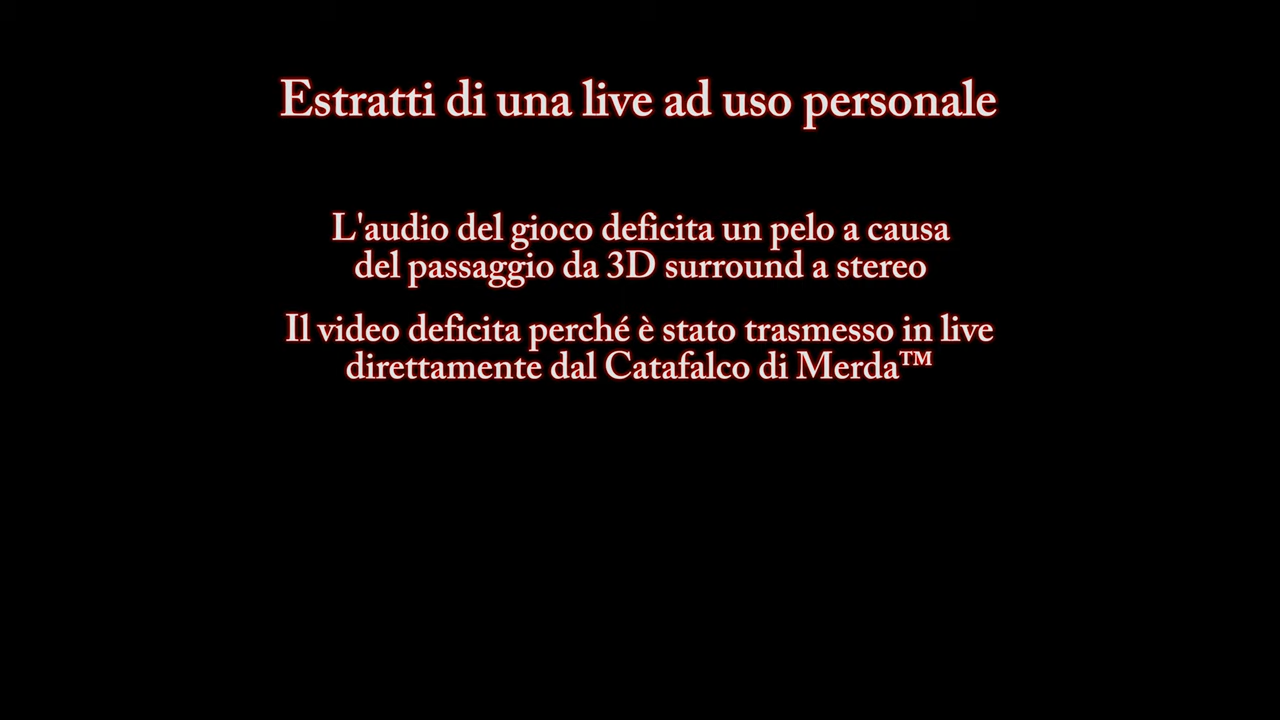 Estratti di una live ad uso personale
L'audio del gioco deficita un pelo a causa
del passaggio da 3D surround a stereo
Il video deficita perché è stato trasmesso in live
direttamente dal Catafalco di Merda™